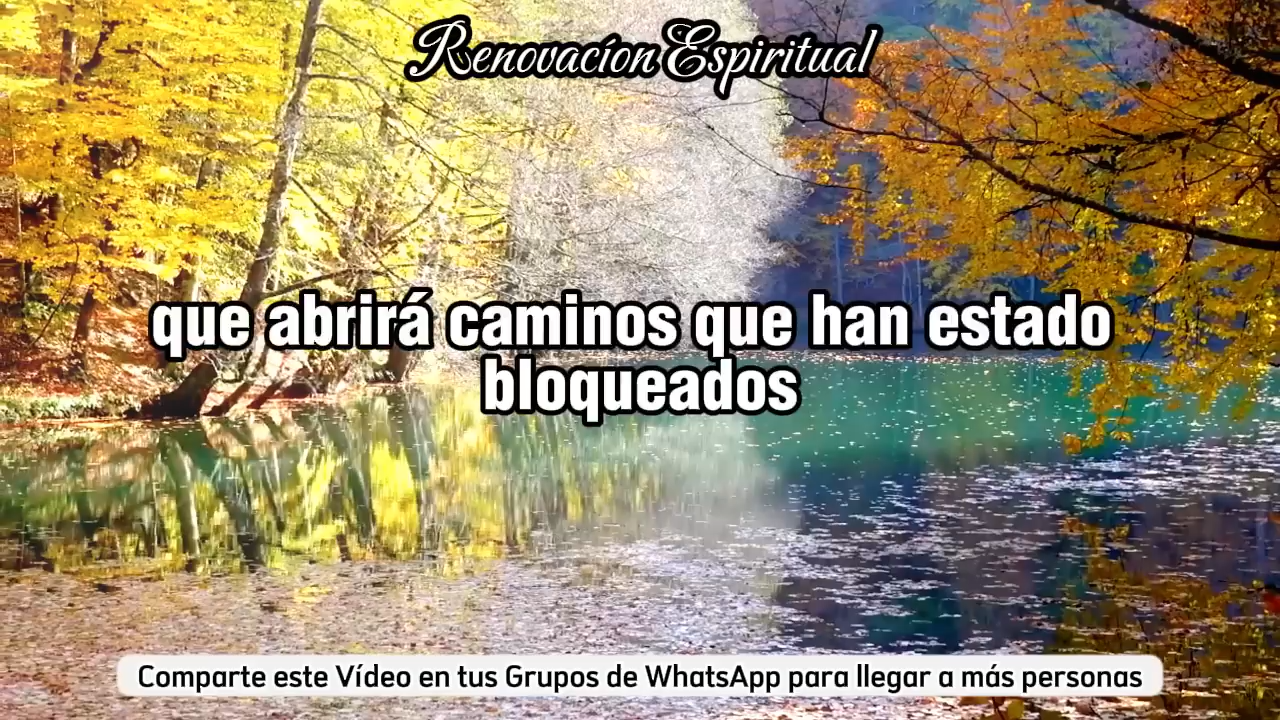 Renovacíon Espiritual
que abrirá caminos que han estado
bloqueados
Comparte este Vídeo en tus Grupos de WhatsApp para llegar a más personas